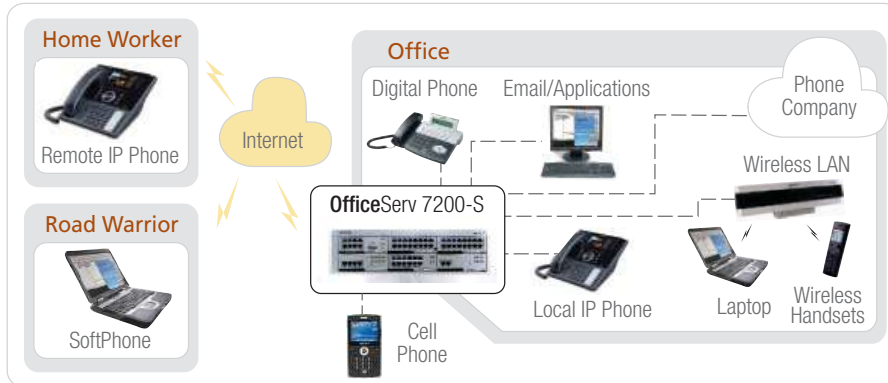 Home Worker
Remote IP Phone
Internet
Road Warrior
SoftPhone
Office
Digital Phone
Email/Applications
Phone
Company
Wireless LAN
OfficeServ 7200-S
Local IP Phone
Laptop
Wireless
Handsets
Cell
Phone